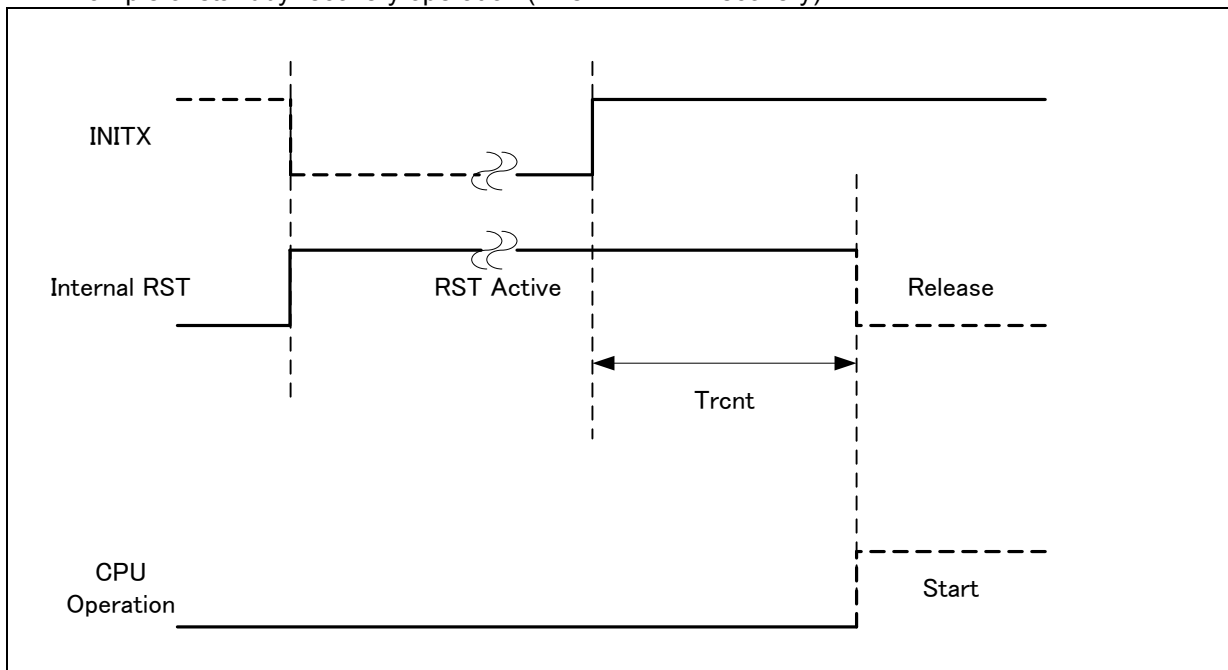 INITX
Internal RST
RST Active
Release
Trcnt
CPU
Operation
Start